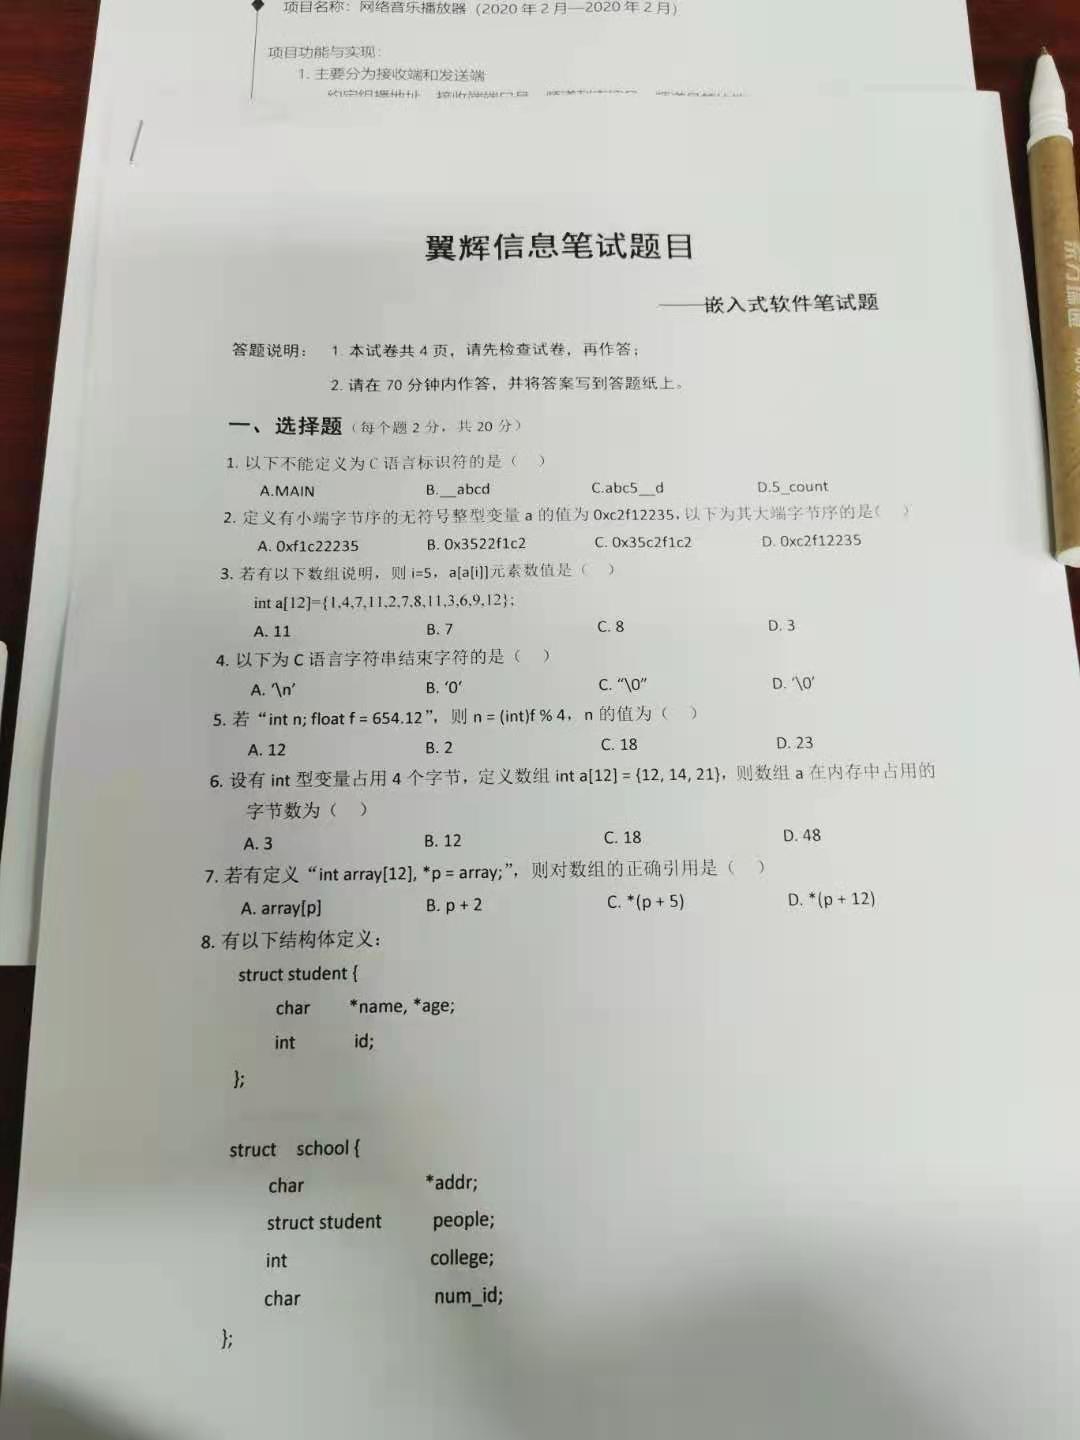 项目名称：网络音乐播放器（2020年2月—2020年2月）
项目功能与实现：
1. 主要分为接收端和发送端
翼辉信息笔试题目
——嵌入式软件笔试题
答题说明： 1. 本试卷共 4 页，请先检查试卷，再作答；
2. 请在 70 分钟内作答，并将答案写到答题纸上。
一、选择题（每个题 2 分，共 20 分）
1. 以下不能定义为 C 语言标识符的是（ ）
A.MAIN B.__abcd C.abc5__d D.5_count
2. 定义有小端字节序的无符号整型变量 a 的值为 0xc2f12235，以下为其大端字节序的是（ ）
A. 0xf1c22235 B. 0x3522f1c2 C. 0x35c2f1c2 D. 0xc2f12235
3. 若有以下数组说明，则 i=5，a[a[i]]元素数值是（ ）
int a[12]={1,4,7,11,2,7,8,11,3,6,9,12};
A. 11 B. 7 C. 8 D. 3
4. 以下为 C 语言字符串结束字符的是（ ）
A. ‘\n’ B. ‘0’ C. “\0” D. ‘\0’
5. 若“int n; float f = 654.12”，则 n = (int)f % 4，n 的值为（ ）
A. 12 B. 2 C. 18 D. 23
6. 设有 int 型变量占用 4 个字节，定义数组 int a[12] = {12, 14, 21}，则数组 a 在内存中占用的
字节数为（ ）
A. 3 B. 12 C. 18 D. 48
7. 若有定义“int array[12], *p = array;”，则对数组的正确引用是（ ）
A. array[p] B. p + 2 C. *(p + 5) D. *(p + 12)
8. 有以下结构体定义：
struct student {
char *name, *age;
int id;
};
struct school {
char *addr;
struct student people;
int college;
char num_id;
};